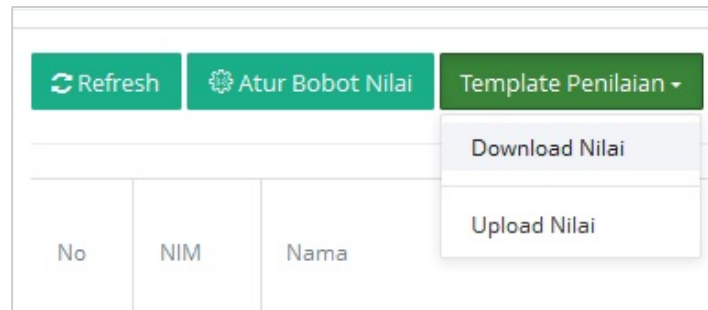 Refresh Atur Bobot Nilai Template Penilaian
Download Nilai
Upload Nilai
No NIM Nama